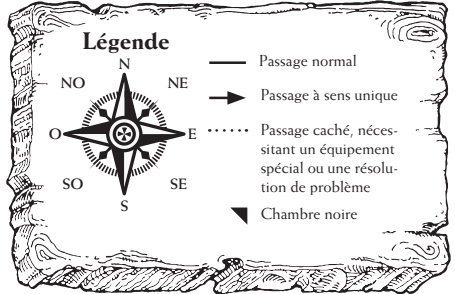 Légende
N
NO NE
O E
SO SE
S
Passage normal
Passage à sens unique
Passage caché, néces-
sitant un équipement
spécial ou une résolu-
tion de problème
Chambre noire